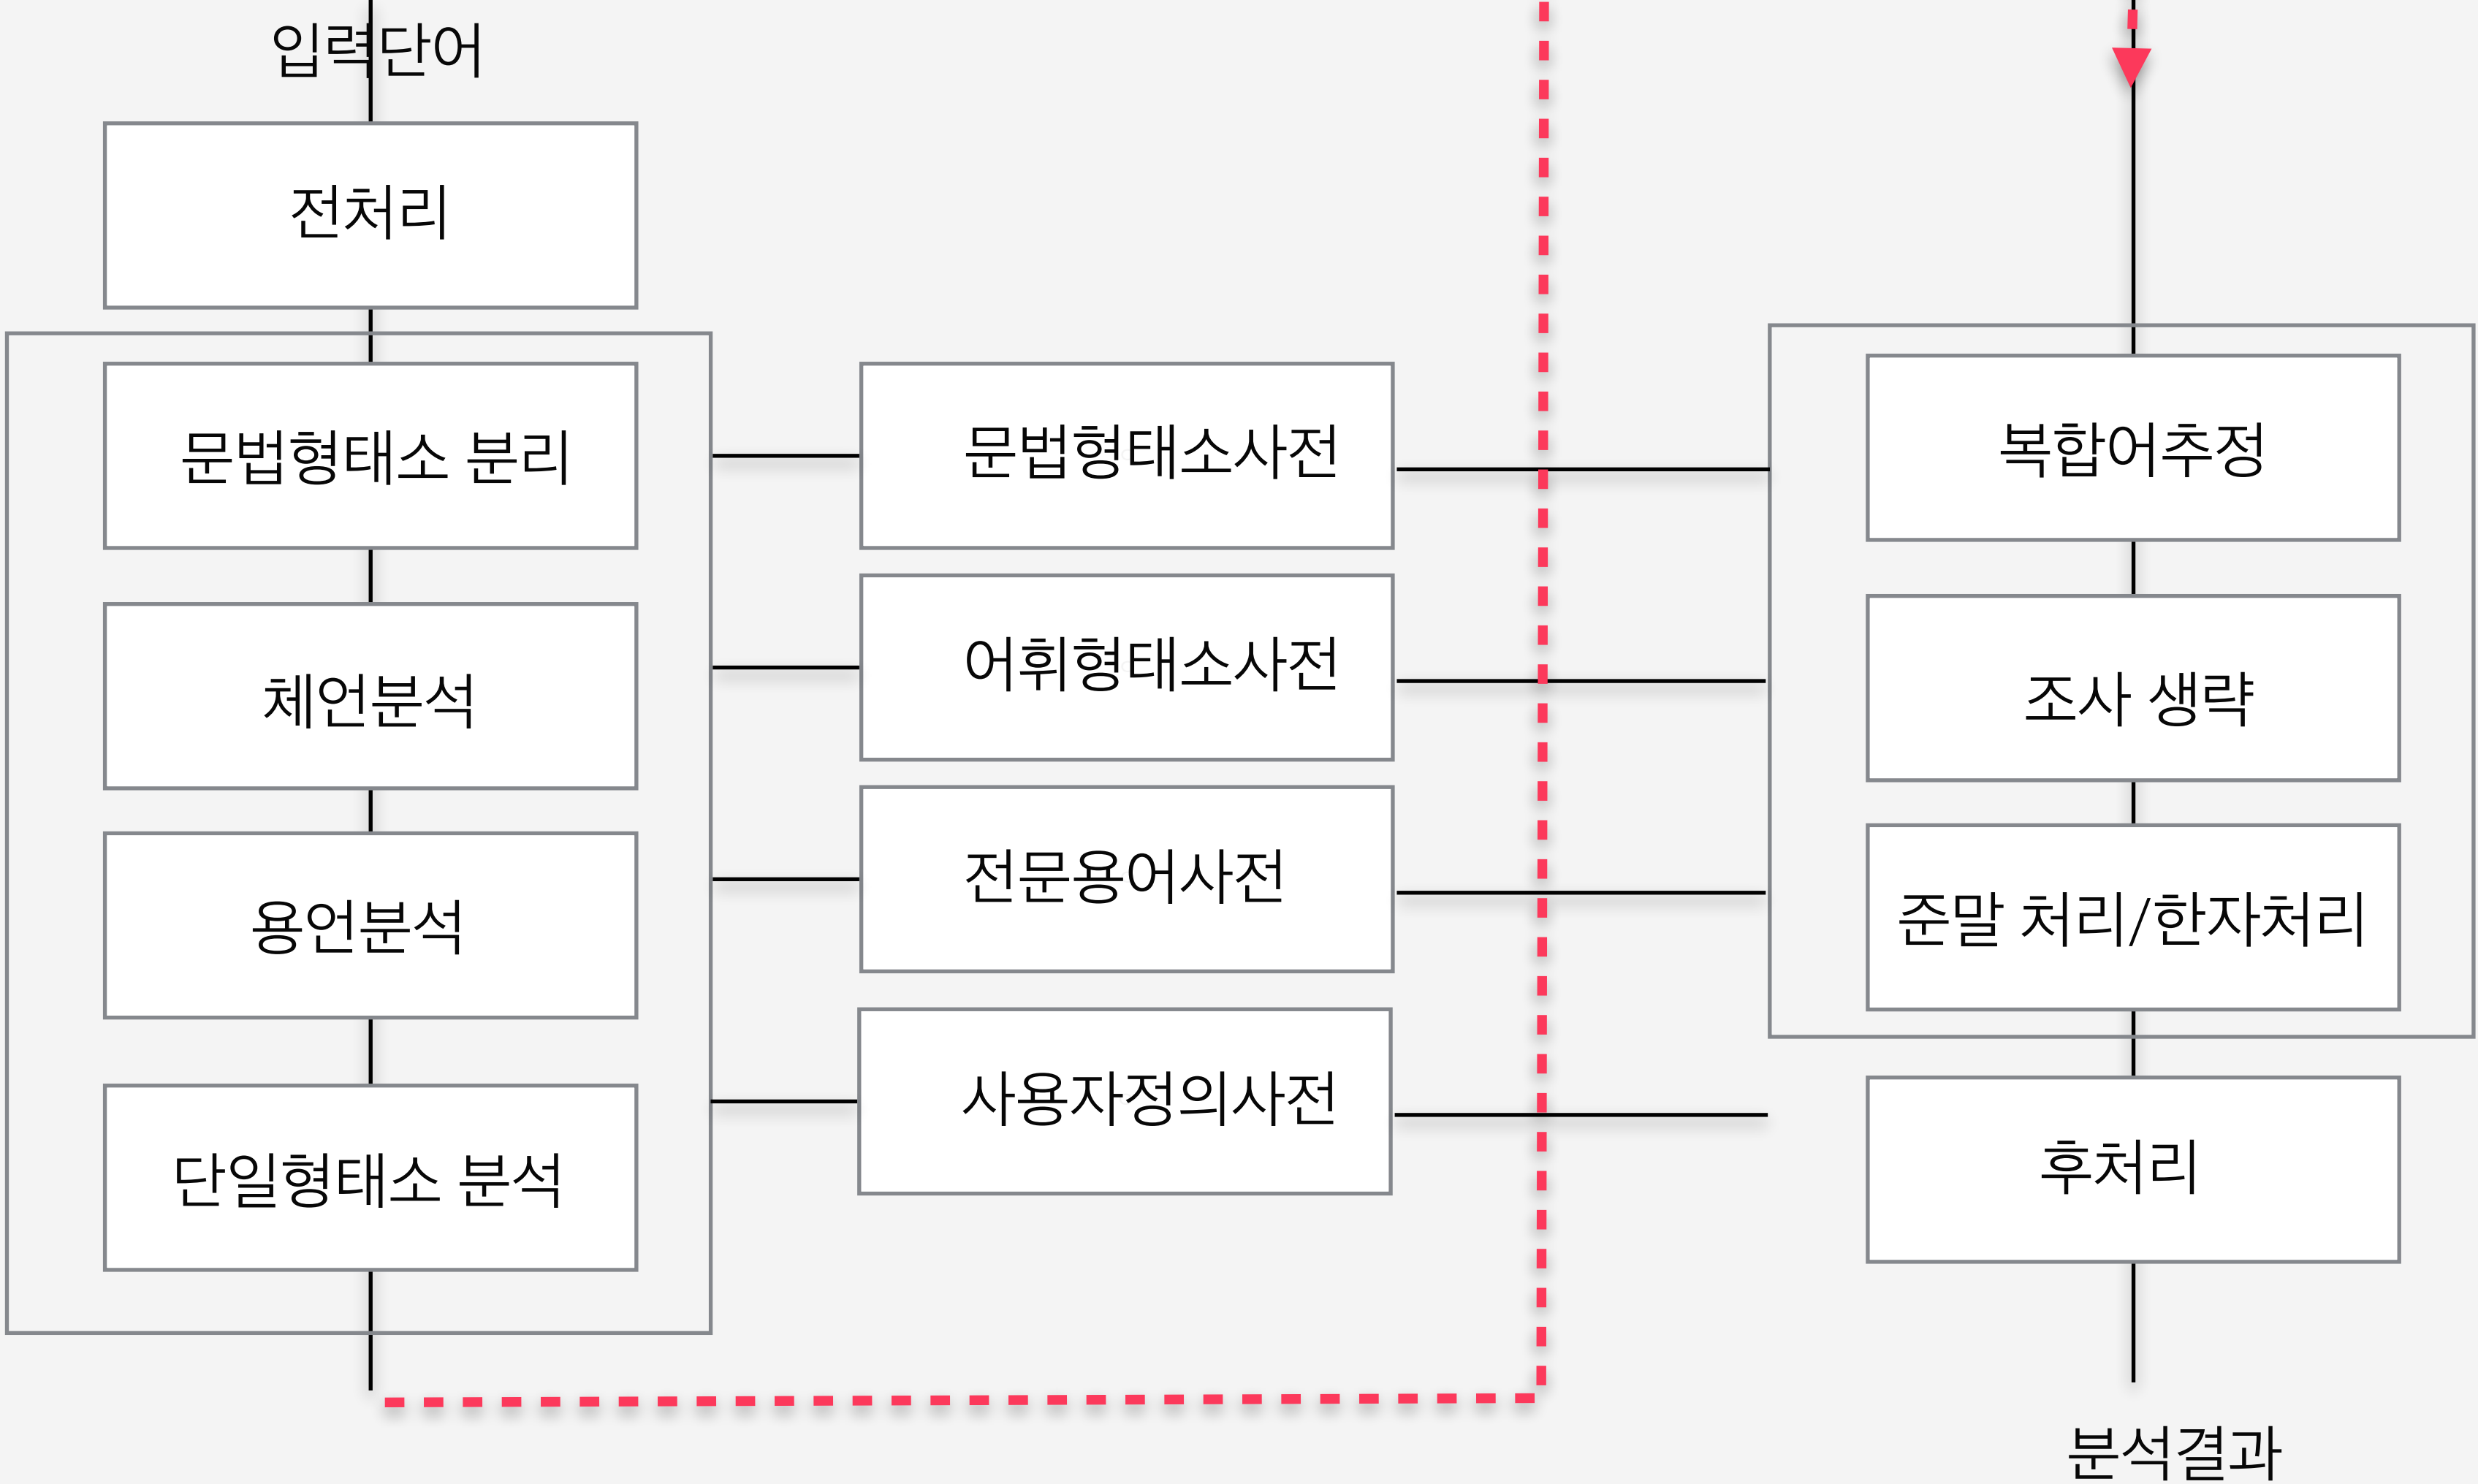 입력단어
전처리
문법형태소 분리
체인분석
용인분석
단일형태소 분석
문법형태소사전
어휘형태소사전
전문용어사전
사용자정의사전
복합어추정
조사 생략
준말 처리/한자처리
후처리
분석결과